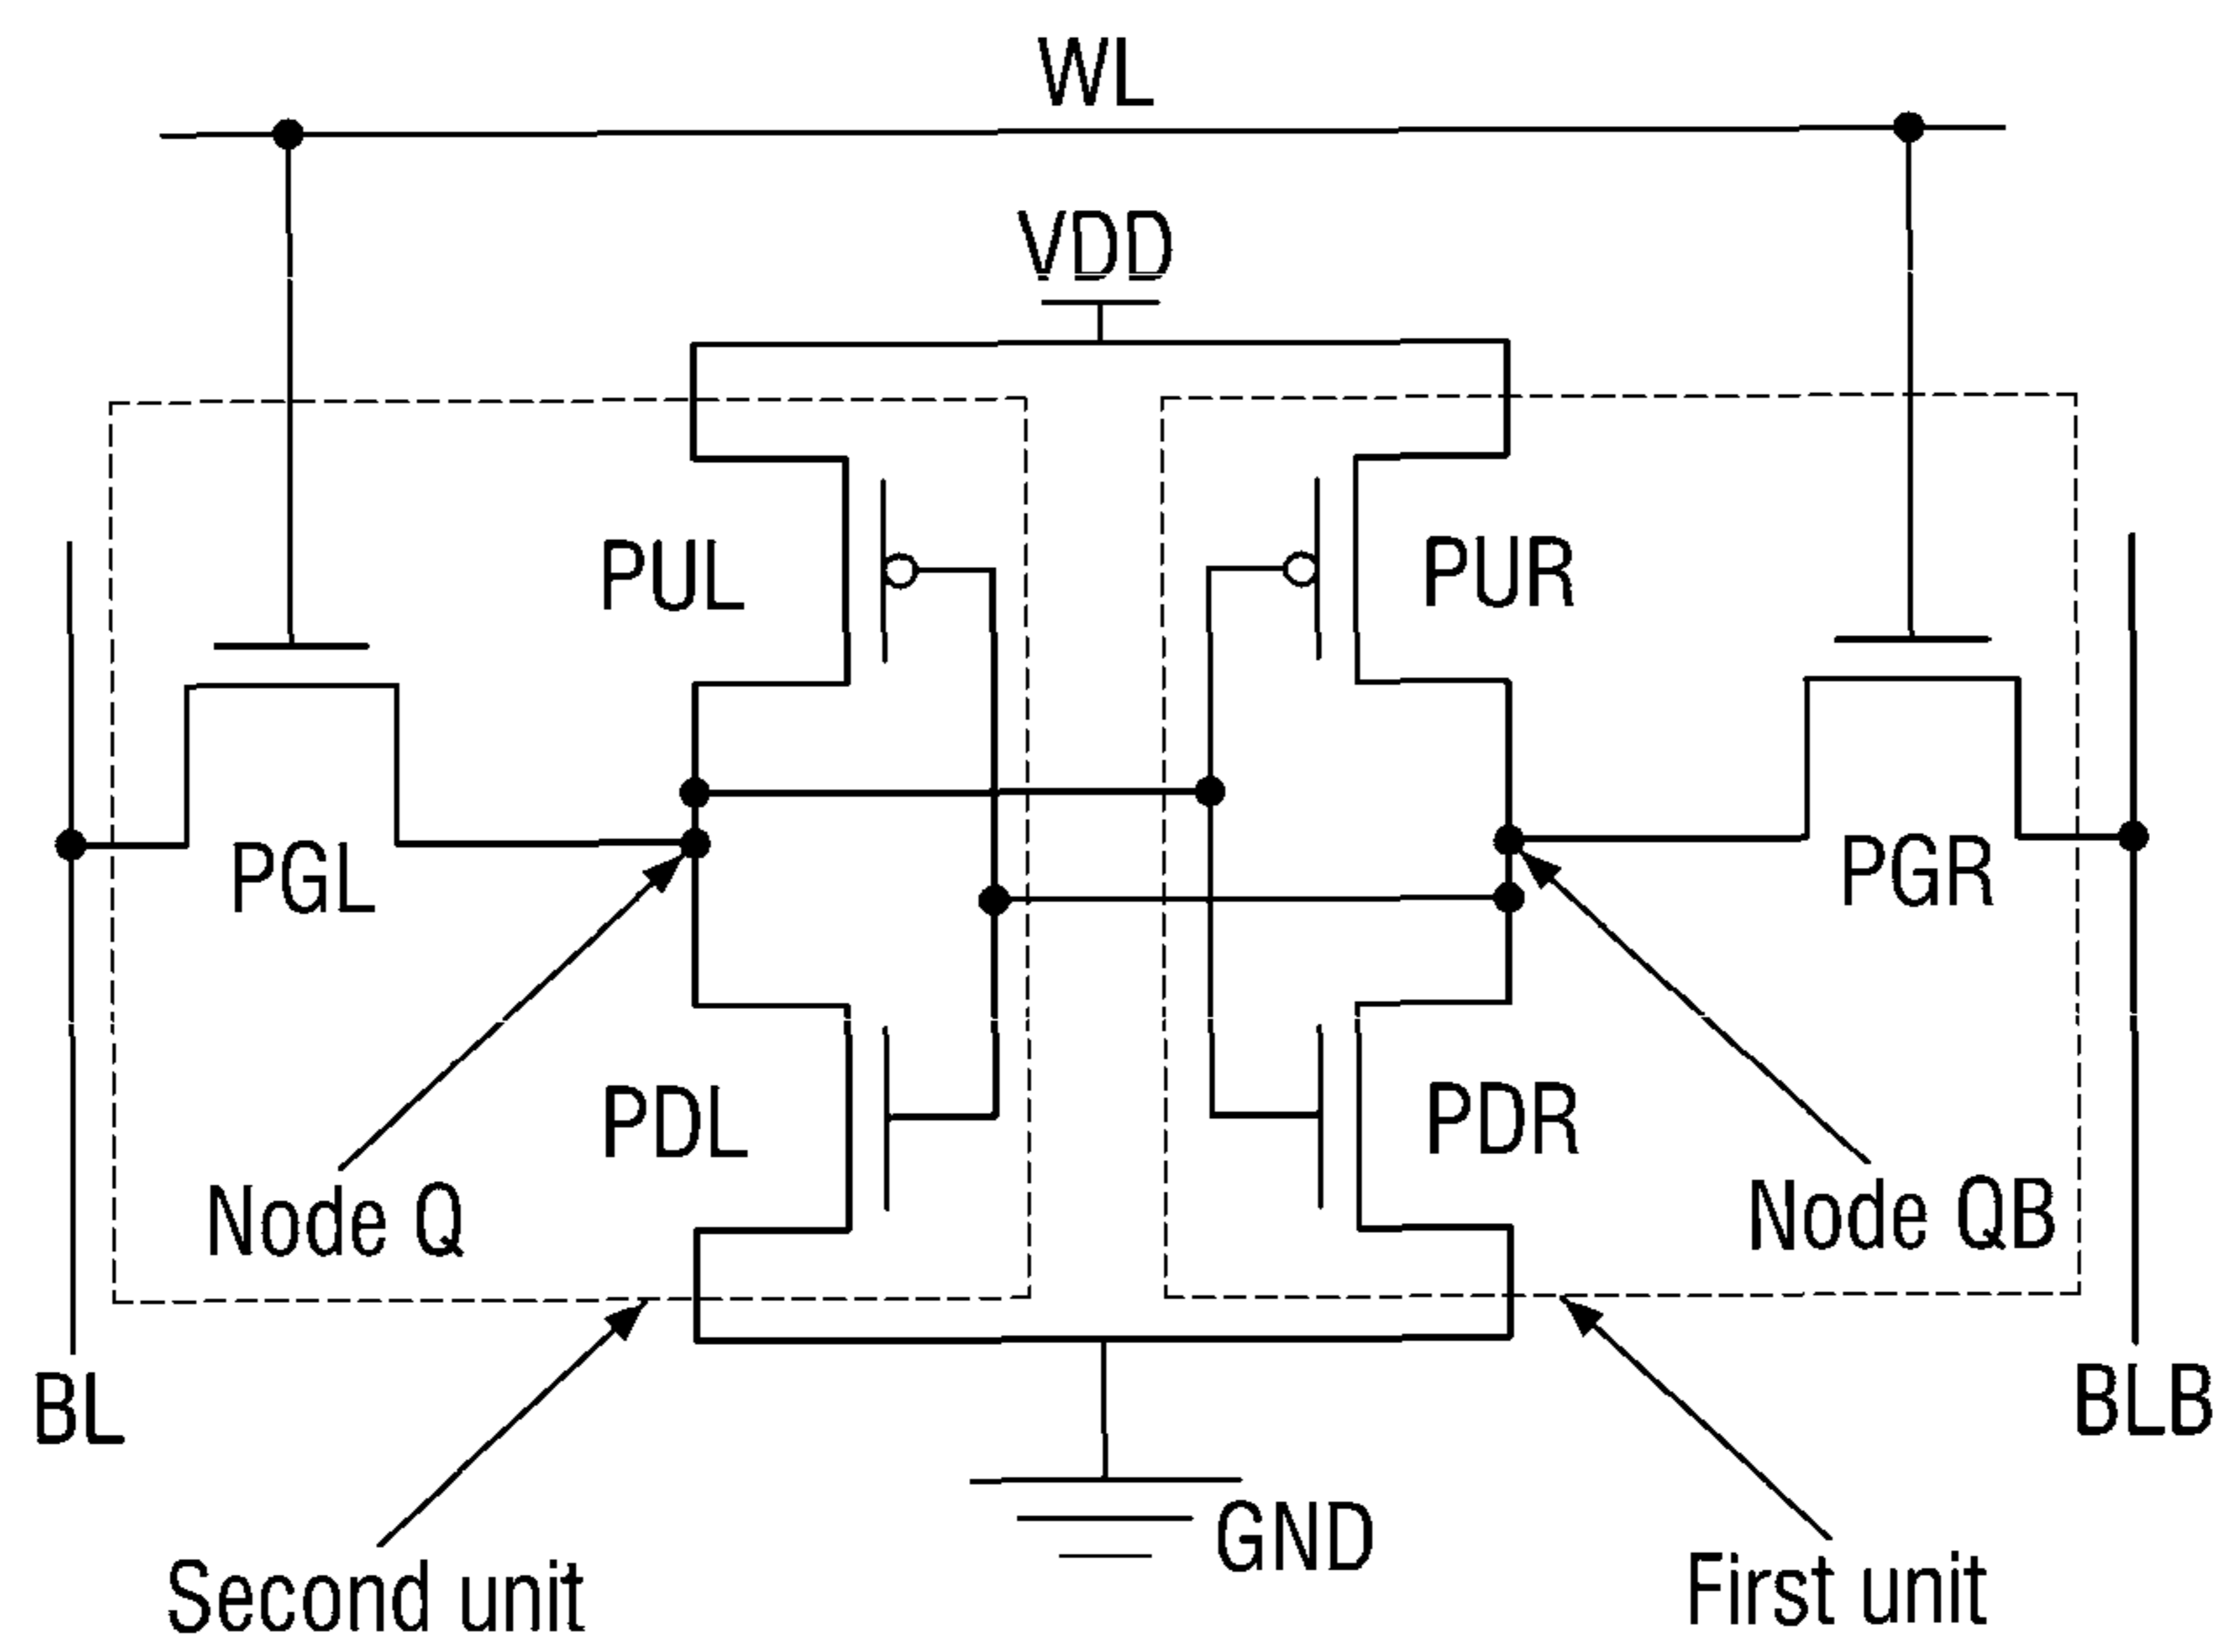 WL
VDD
PUL
PUR
PGL
PGR
PDL
PDR
Node Q
Node QB
BL
BLB
GND
Second unit
First unit